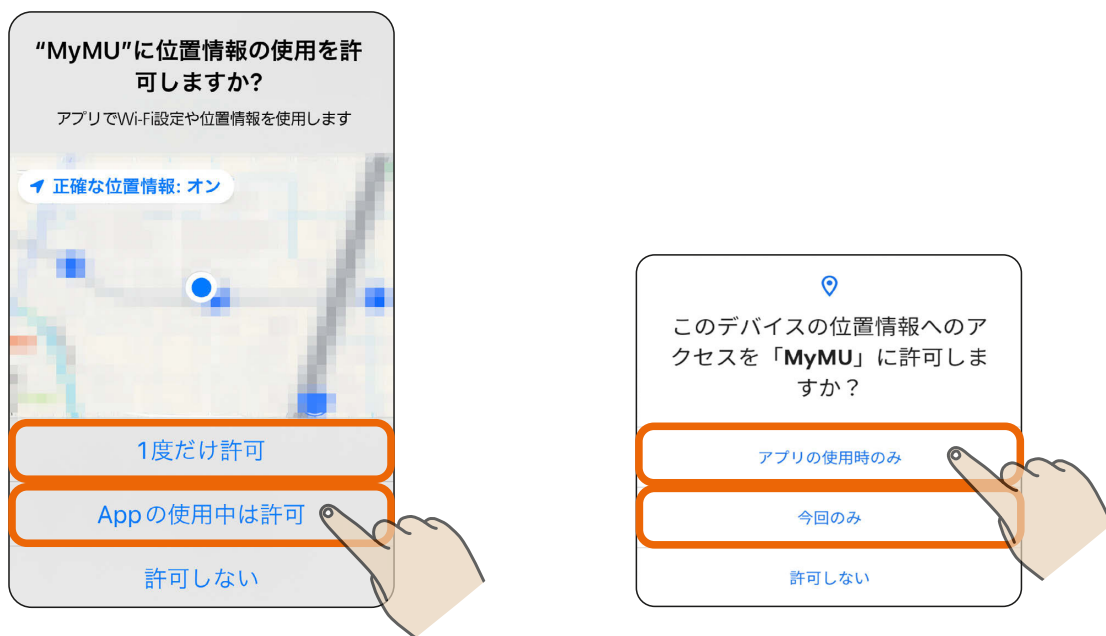 “MyMU”に位置情報の使用を許
可しますか?
アプリでWi-Fi設定や位置情報を使用します
正確な位置情報: オン
1度だけ許可
Appの使用中は許可
許可しない
このデバイスの位置情報へのア
クセスを「MyMU」に許可しま
すか？
アプリの使用時のみ
今回のみ
許可しない